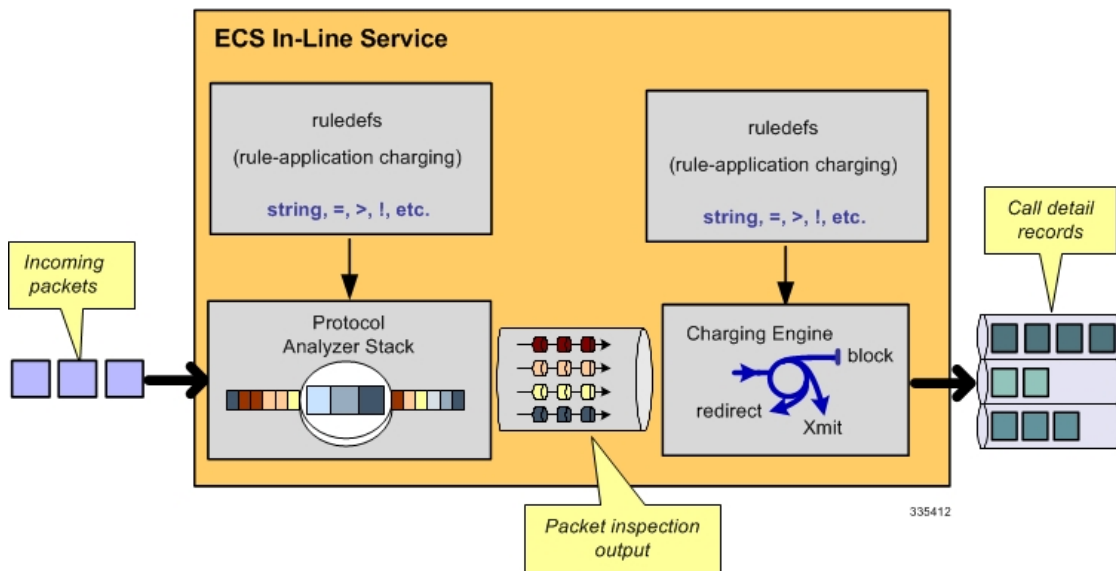 ECS In-Line Service
ruledefs
(rule-application charging)
string, =, >, !, etc.
ruledefs
(rule-application charging)
string, =, >, !, etc.
Call detail
records
Incoming
packets
Protocol
Analyzer Stack
Charging Engine
block
redirect
Xmit
Packet inspection
output
335412